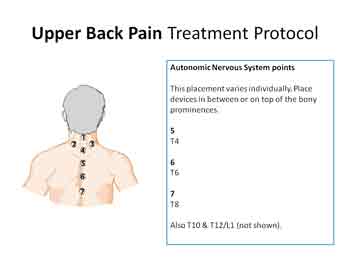 Upper Back Pain Treatment Protocol
Autonomic Nervous System points
This placement varies individually. Place
devices in between or on top of the bony
prominences.
5
T4
6
T6
7
T8
Also T10 & T12/L1 (not shown).
1
2 3
4
5
6
7